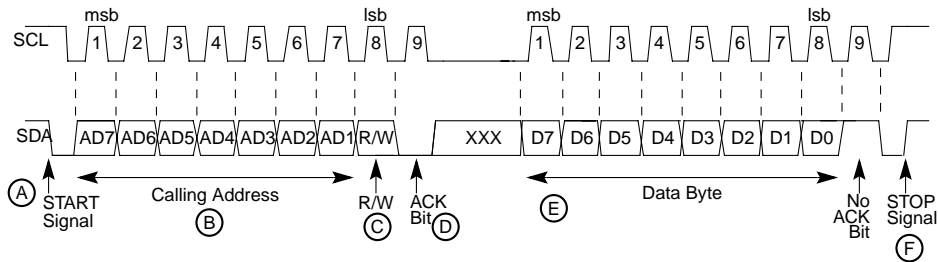 msb lsb msb lsb
SCL 1 2 3 4 5 6 7 8 9 1 2 3 4 5 6 7 8 9
SDA AD7 AD6 AD5 AD4 AD3 AD2 AD1 R/W XXX D7 D6 D5 D4 D3 D2 D1 D0
A START Signal
Calling Address
B
R/W
C
ACK Bit D
E
Data Byte
No ACK Bit
STOP Signal
F